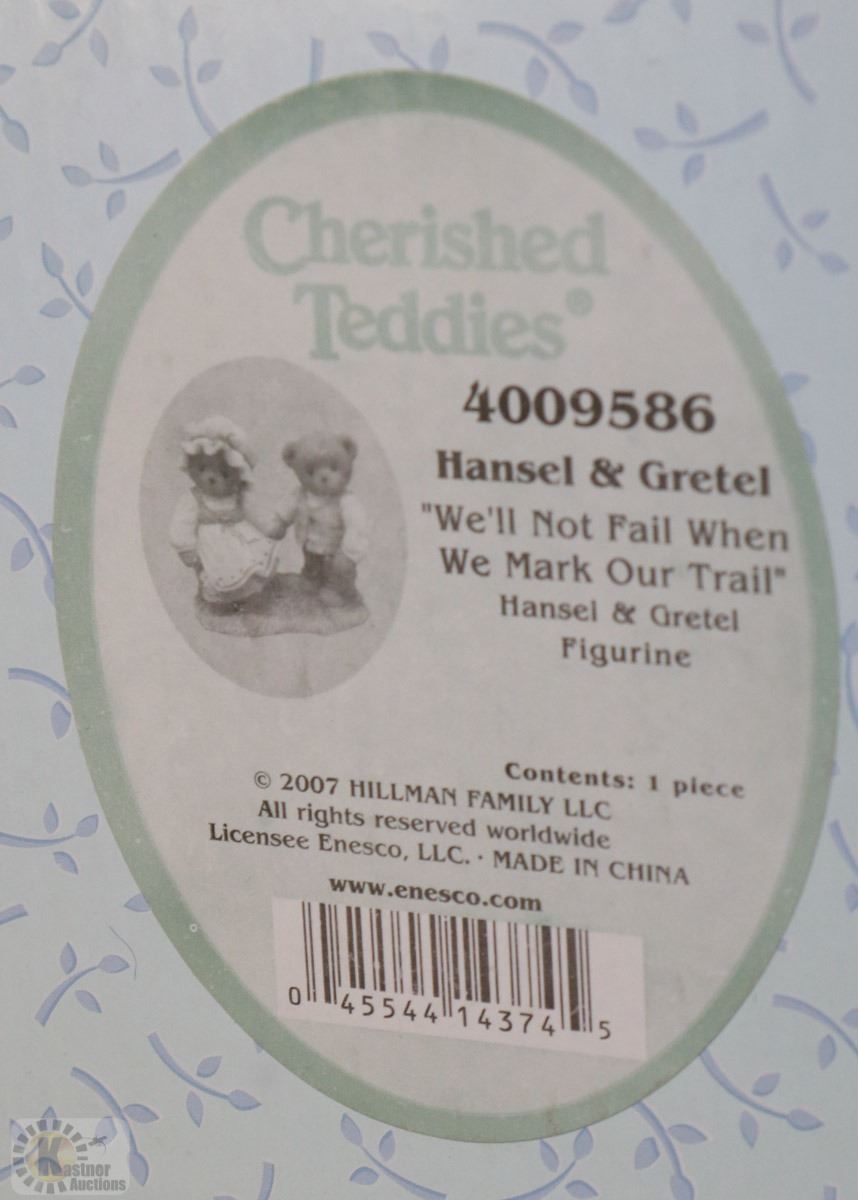 Cherished
Teddies®
4009586
Hansel & Gretel
"We'll Not Fail When
We Mark Our Trail"
Hansel & Gretel
Figurine
Contents: 1 piece
© 2007 HILLMAN FAMILY LLC
All rights reserved worldwide
Licensee Enesco, LLC. · MADE IN CHINA
www.enesco.com
0 45544 14374 5
Kastner
Auctions